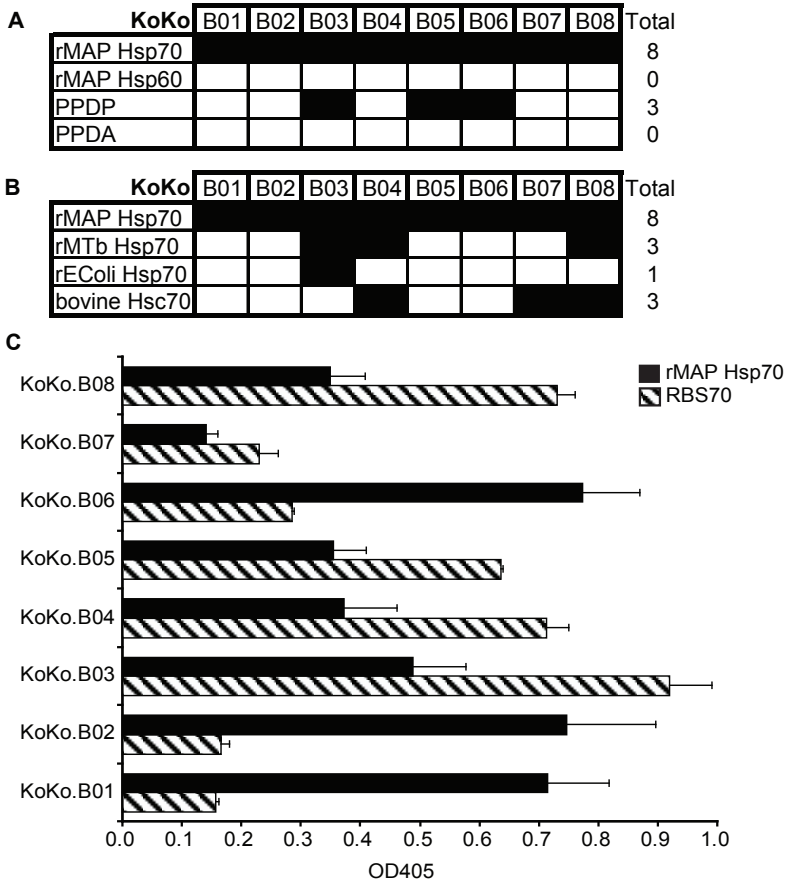 A KoKo B01 B02 B03 B04 B05 B06 B07 B08 Total
rMAP Hsp70 8
rMAP Hsp60 0
PPDP 3
PPDA 0
B KoKo B01 B02 B03 B04 B05 B06 B07 B08 Total
rMAP Hsp70 8
rMTb Hsp70 3
rEColi Hsp70 1
bovine Hsc70 3
C
rMAP Hsp70
RBS70
KoKo.B08
KoKo.B07
KoKo.B06
KoKo.B05
KoKo.B04
KoKo.B03
KoKo.B02
KoKo.B01
0.0 0.1 0.2 0.3 0.4 0.5 0.6 0.7 0.8 0.9 1.0
OD405